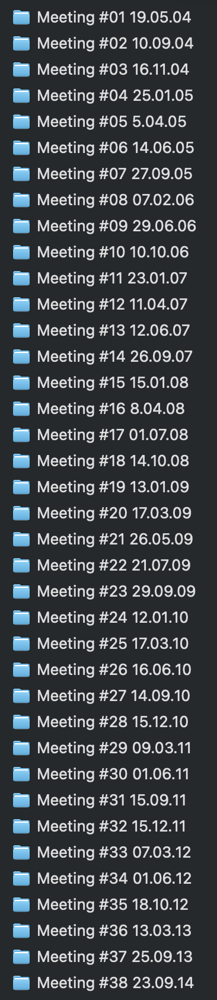 Meeting #01 19.05.04
Meeting #02 10.09.04
Meeting #03 16.11.04
Meeting #04 25.01.05
Meeting #05 5.04.05
Meeting #06 14.06.05
Meeting #07 27.09.05
Meeting #08 07.02.06
Meeting #09 29.06.06
Meeting #10 10.10.06
Meeting #11 23.01.07
Meeting #12 11.04.07
Meeting #13 12.06.07
Meeting #14 26.09.07
Meeting #15 15.01.08
Meeting #16 8.04.08
Meeting #17 01.07.08
Meeting #18 14.10.08
Meeting #19 13.01.09
Meeting #20 17.03.09
Meeting #21 26.05.09
Meeting #22 21.07.09
Meeting #23 29.09.09
Meeting #24 12.01.10
Meeting #25 17.03.10
Meeting #26 16.06.10
Meeting #27 14.09.10
Meeting #28 15.12.10
Meeting #29 09.03.11
Meeting #30 01.06.11
Meeting #31 15.09.11
Meeting #32 15.12.11
Meeting #33 07.03.12
Meeting #34 01.06.12
Meeting #35 18.10.12
Meeting #36 13.03.13
Meeting #37 25.09.13
Meeting #38 23.09.14